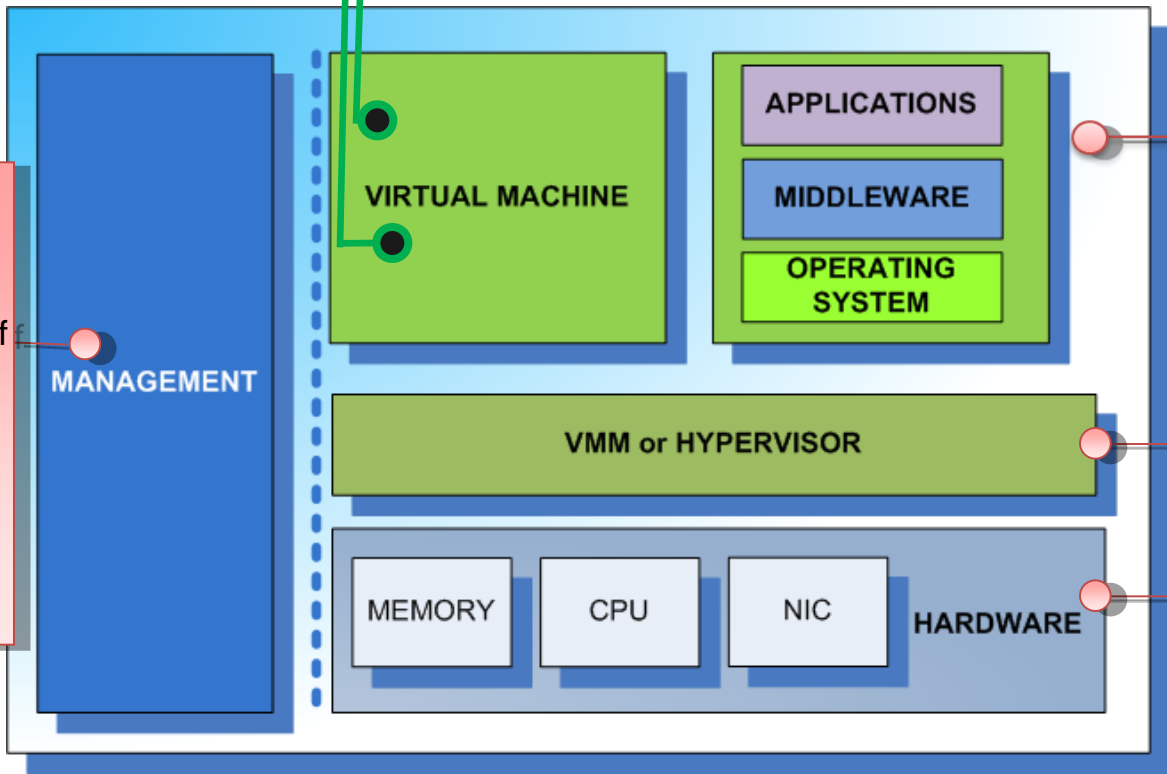 f
MANAGEMENT
VIRTUAL MACHINE
APPLICATIONS
MIDDLEWARE
OPERATING
SYSTEM
VMM or HYPERVISOR
MEMORY
CPU
NIC
HARDWARE